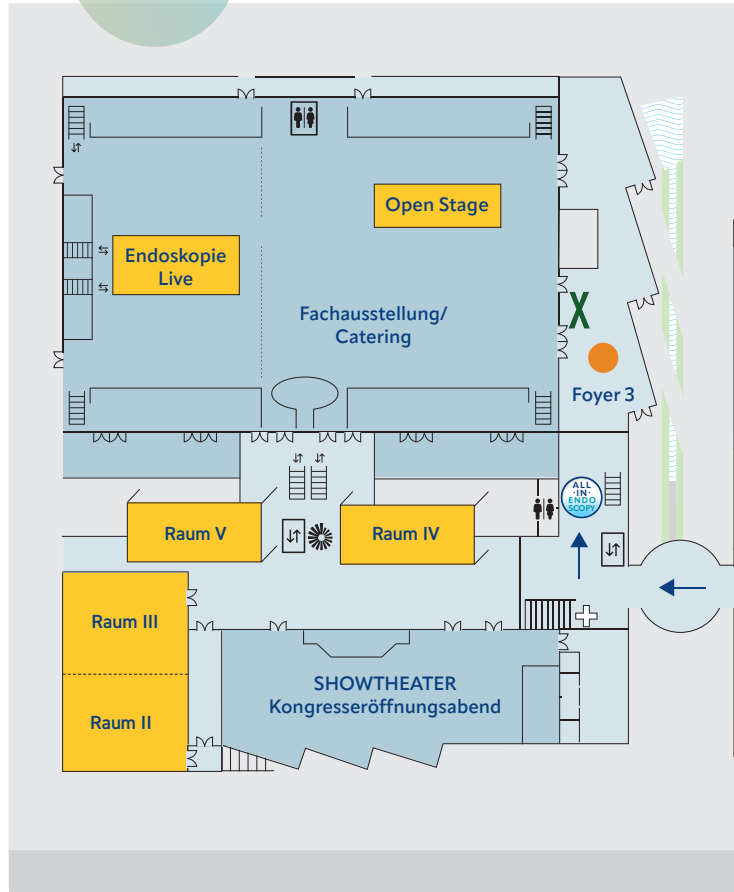 Open Stage
Endoskopie
Live
Fachausstellung/
Catering
X
Foyer 3
ALL
·IN·
ENDO
SCOPY
Raum V
Raum IV
Raum III
Raum II
SHOWTHEATER
Kongresseröffnungsabend